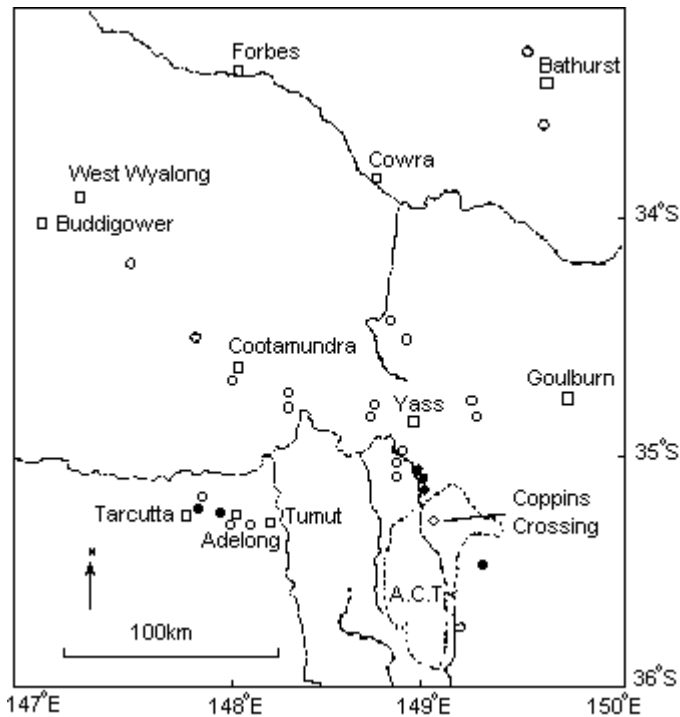 Forbes
Bathurst
Cowra
West Wyalong
Buddigower
34°S
Cootamundra
Goulburn
Yass
35°S
Coppins
Crossing
Tarcutta
Tumut
Adelong
N
A.C.T.
100km
36°S
147°E
148°E
149°E
150°E